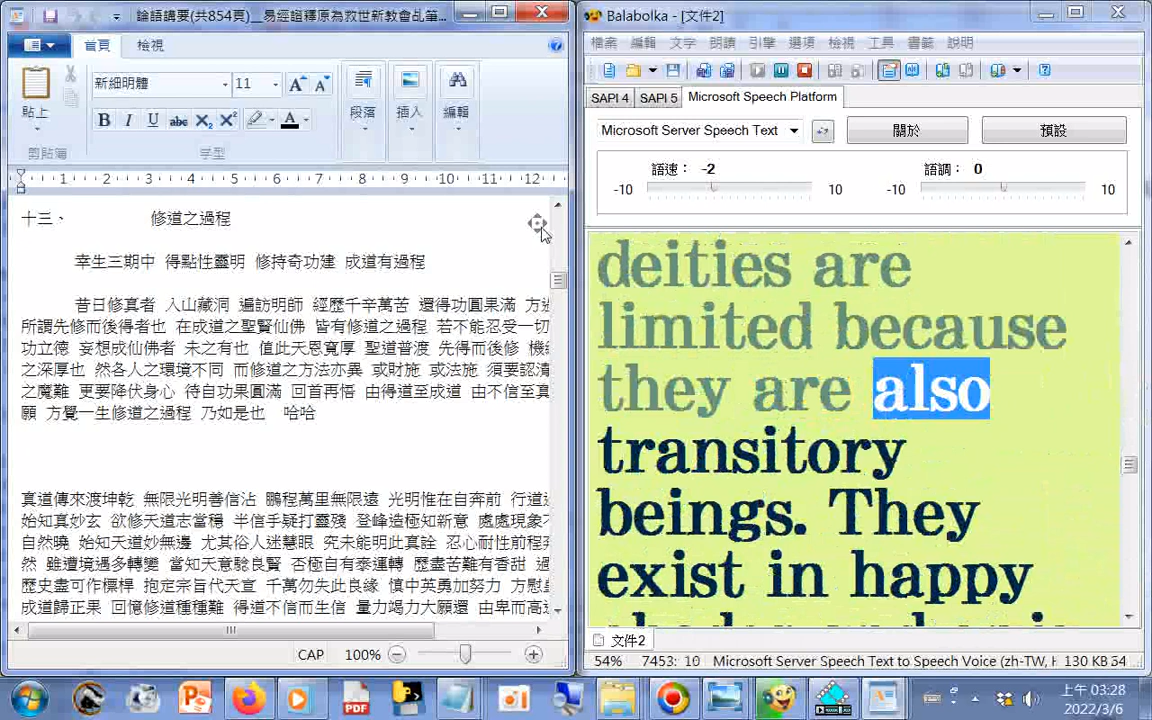 論語講要(共854頁)__易經證釋原為救世新教會乩筆...
首頁 檢視
新細明體 11
貼上
B I U abc X₂ X²
段落 插入 編輯
剪貼簿 字型
1 2 3 4 5 6 7 8 9 10 11 12
十三、 修道之過程
幸生三期中 得點性靈明 修持奇功建 成道有過程
昔日修真者 入山藏洞 遍訪明師 經歷千辛萬苦 還得功圓果滿 方
所謂先修而後得者也 在成道之聖賢仙佛 皆有修道之過程 若不能忍受一切
功立德 妄想成仙佛者 未之有也 值此天恩寬厚 聖道普渡 先得而後修 機
之深厚也 然各人之環境不同 而修道之方法亦異 或財施 或法施 須要認清
之魔難 更要降伏身心 待自功果圓滿 回首再悟 由得道至成道 由不信至真
願 方覺一生修道之過程 乃如是也 哈哈
真道傳來渡坤乾 無限光明善信沾 鵬程萬里無限遠 光明惟在自奔前 行道
始知真妙玄 欲修天道志當穩 半信半疑打靈殘 登峰造極知新意 處處現象
自然曉 始知天道妙無邊 尤其俗人迷慧眼 究未能明此真詮 忍心耐性前程
然 雖遭境遇多轉變 當知天意驗良賢 否極自有泰運轉 歷盡苦難有香甜
歷史盡可作標桿 抱定宗旨代天宣 千萬勿失此良緣 慎中英勇加努力 方慰
成道歸正果 回憶修道種種難 得道不信而生信 量力竭力大願還 由卑而高
CAP 100%
Balabolka - [文件2]
檔案 編輯 文字 朗讀 引擎 選項 檢視 工具 書籤 說明
SAPI 4 SAPI 5 Microsoft Speech Platform
Microsoft Server Speech Text 關於 預設
語速： -2 語調： 0
-10 10 -10 10
deities are
limited because
they are also
transitory
beings. They
exist in happy
文件2
54% 7453: 10 Microsoft Server Speech Text to Speech Voice (zh-TW, H 130 KB 54
上午 03:28
2022/3/6